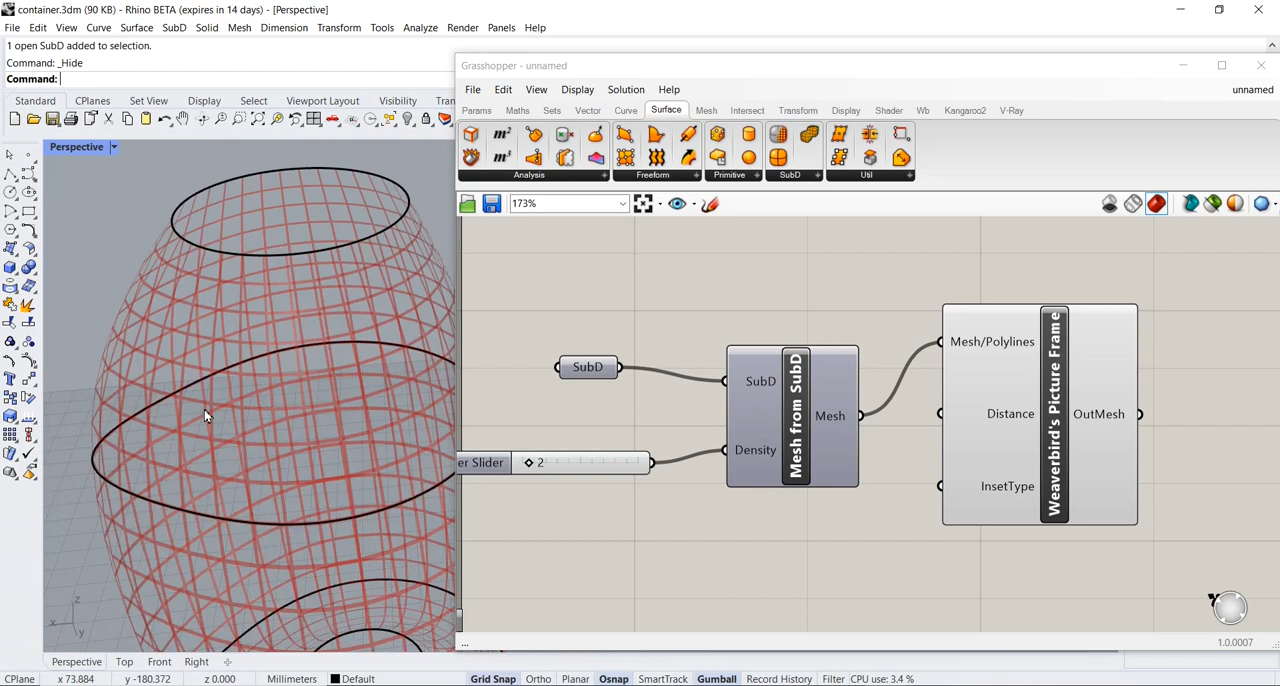 container.3dm (90 KB) - Rhino BETA (expires in 14 days) - [Perspective]
File Edit View Curve Surface SubD Solid Mesh Dimension Transform Tools Analyze Render Panels Help
1 open SubD added to selection.
Command: _Hide
Command:
Standard CPlanes Set View Display Select Viewport Layout Visibility Tran
Perspective
Grasshopper - unnamed
File Edit View Display Solution Help
unnamed
Params Maths Sets Vector Curve Surface Mesh Intersect Transform Display Shader Wb Kangaroo2 V-Ray
m² m³
Analysis Freeform Primitive SubD Util
173%
SubD
er Slider 2
SubD
Density
Mesh from SubD
Mesh
Mesh/Polylines
Distance
InsetType
Weaverbird's Picture Frame
OutMesh
z
x
y
...
1.0.0007
Perspective Top Front Right
CPlane x 73.884 y -180.372 z 0.000 Millimeters Default Grid Snap Ortho Planar Osnap SmartTrack Gumball Record History Filter CPU use: 3.4 %